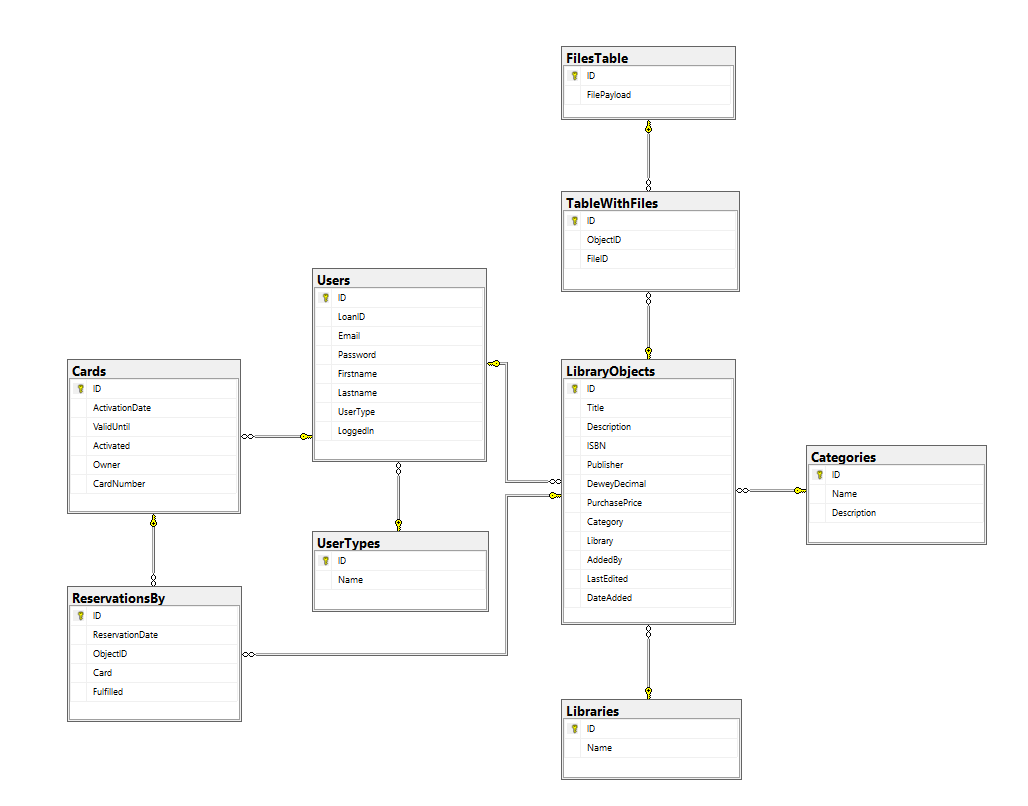 FilesTable
ID
FilePayload
TableWithFiles
ID
ObjectID
FileID
Users
ID
LoanID
Email
Password
Firstname
Lastname
UserType
LoggedIn
Cards
ID
ActivationDate
ValidUntil
Activated
Owner
CardNumber
LibraryObjects
ID
Title
Description
ISBN
Publisher
DeweyDecimal
PurchasePrice
Category
Library
AddedBy
LastEdited
DateAdded
Categories
ID
Name
Description
UserTypes
ID
Name
ReservationsBy
ID
ReservationDate
ObjectID
Card
Fulfilled
Libraries
ID
Name